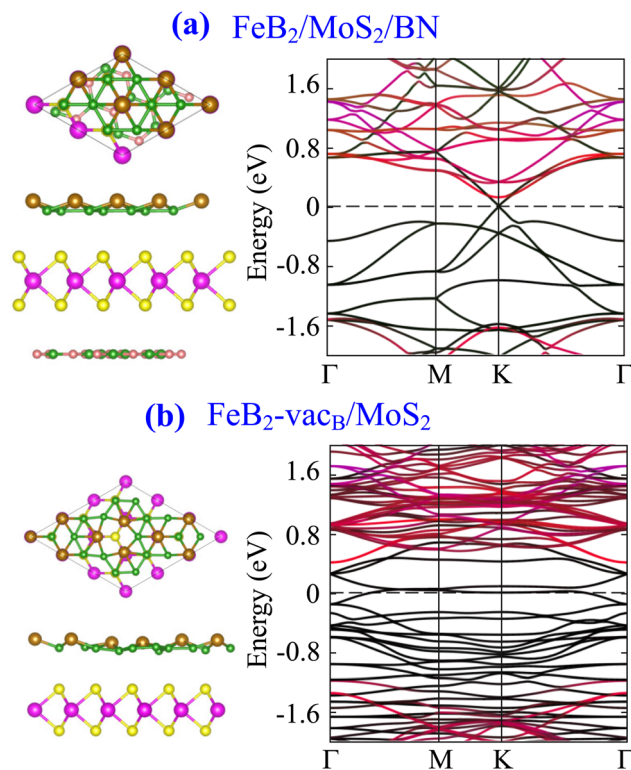 (a) FeB₂/MoS₂/BN
Energy (eV)
1.6
0.8
0
-0.8
-1.6
Γ M K Γ
(b) FeB₂-vac_B/MoS₂
Energy (eV)
1.6
0.8
0
-0.8
-1.6
Γ M K Γ